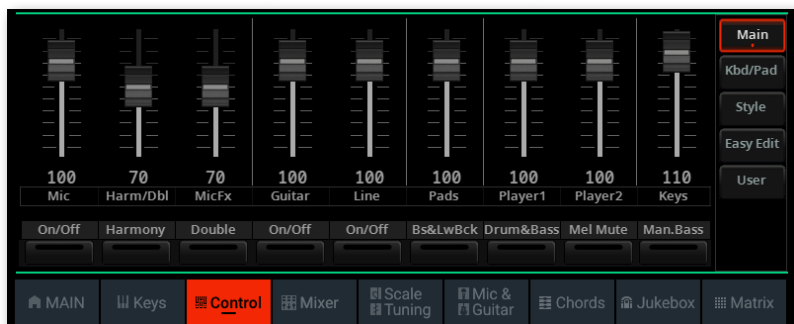 Main
Kbd/Pad
Style
Easy Edit
User
100 70 70 100 100 100 100 100 110
Mic Harm/Dbl MicFx Guitar Line Pads Player1 Player2 Keys
On/Off Harmony Double On/Off On/Off Bs&LwBck Drum&Bass Mel Mute Man.Bass
MAIN Keys Control Mixer Scale Tuning Mic & Guitar Chords Jukebox Matrix